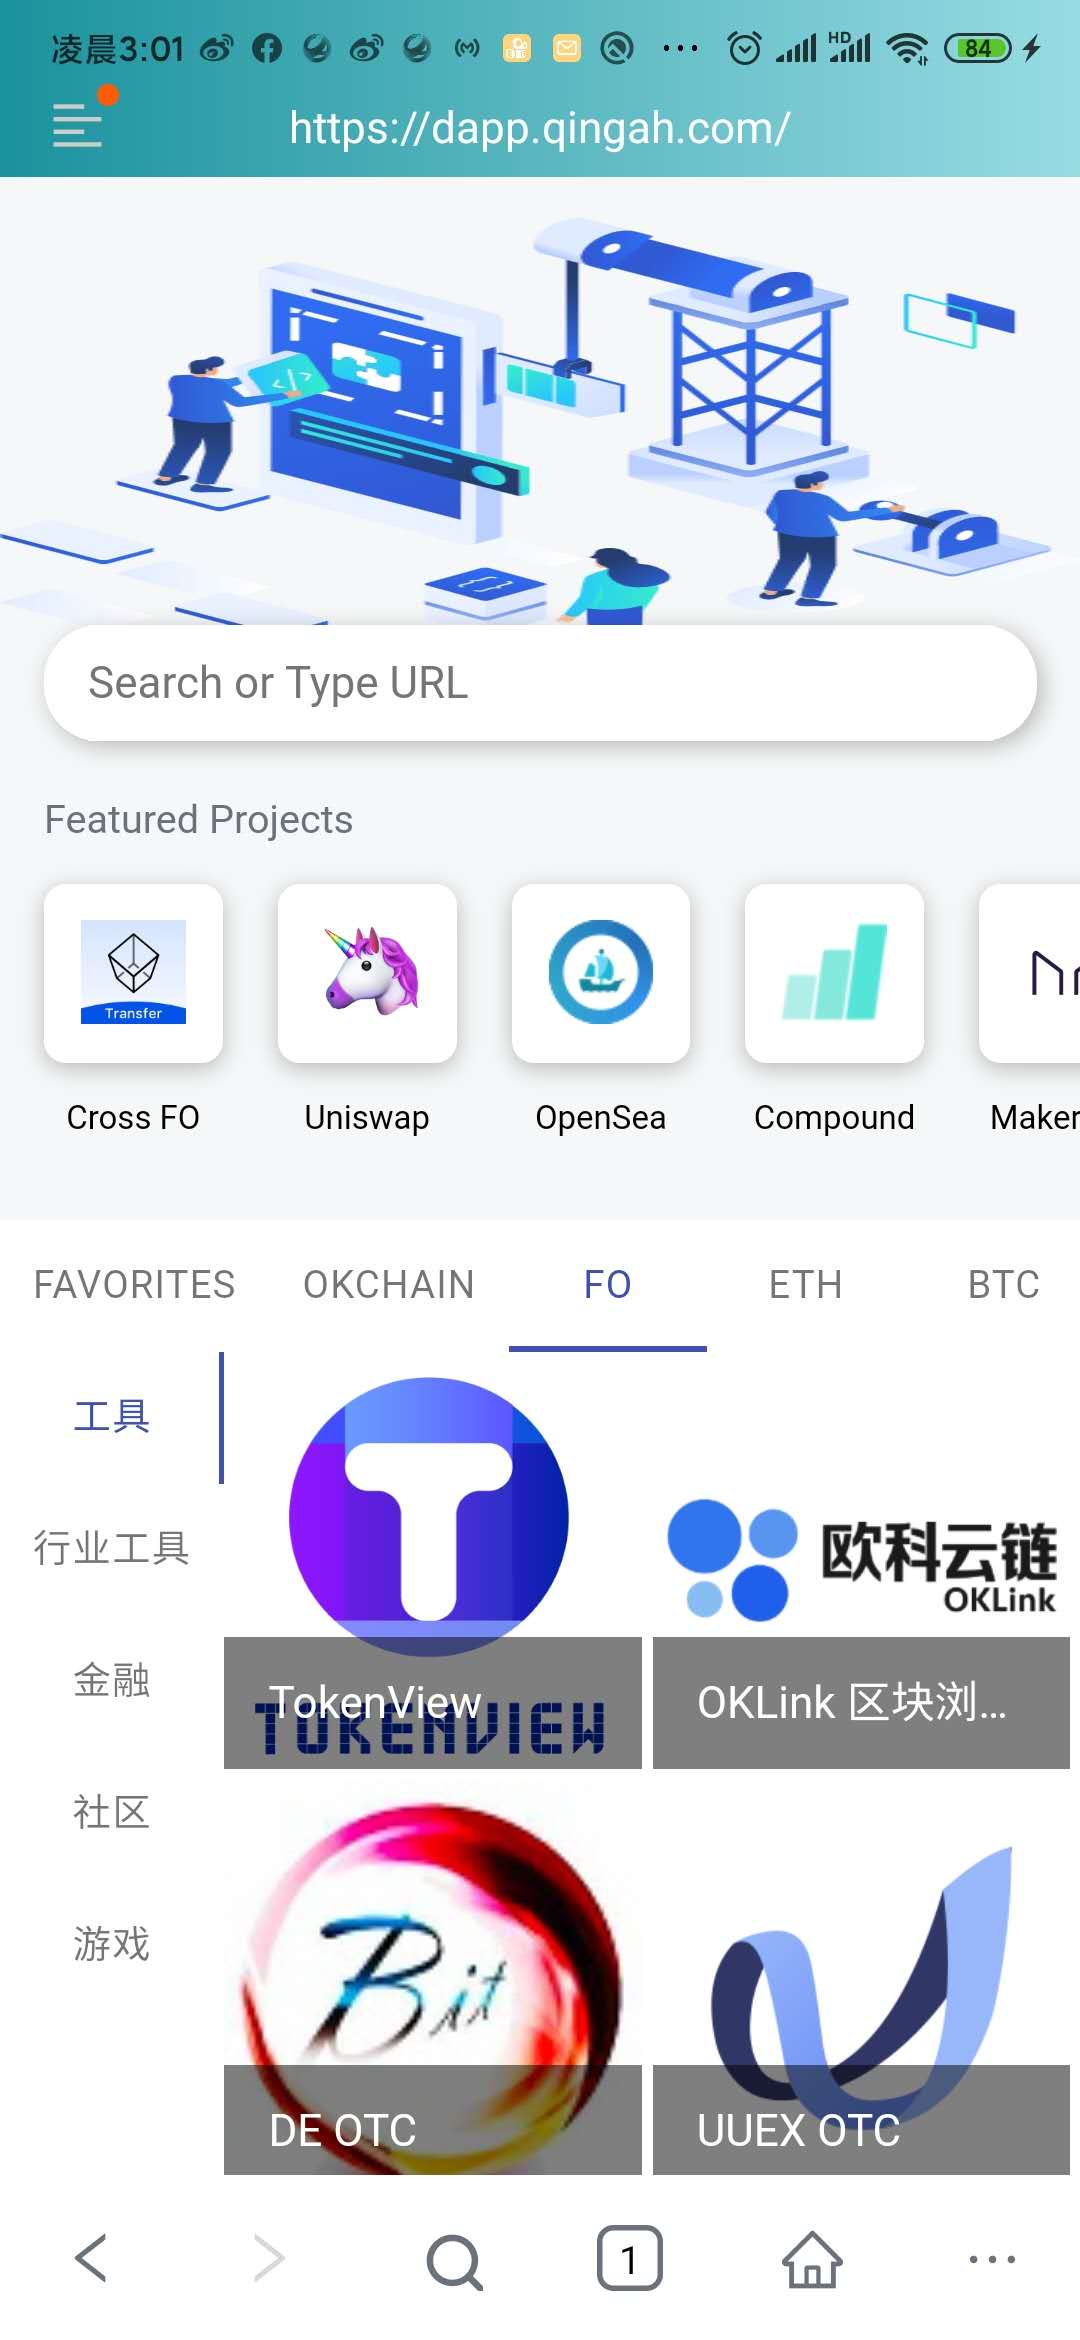 凌晨3:01
HD
84
https://dapp.qingah.com/
Search or Type URL
Featured Projects
Transfer
Cross FO
Uniswap
OpenSea
Compound
Maker
FAVORITES
OKCHAIN
FO
ETH
BTC
工具
行业工具
金融
社区
游戏
TOKENVIEW
TokenView
欧科云链
OKLink
OKLink 区块浏...
Bit
DE OTC
UUEX OTC
1